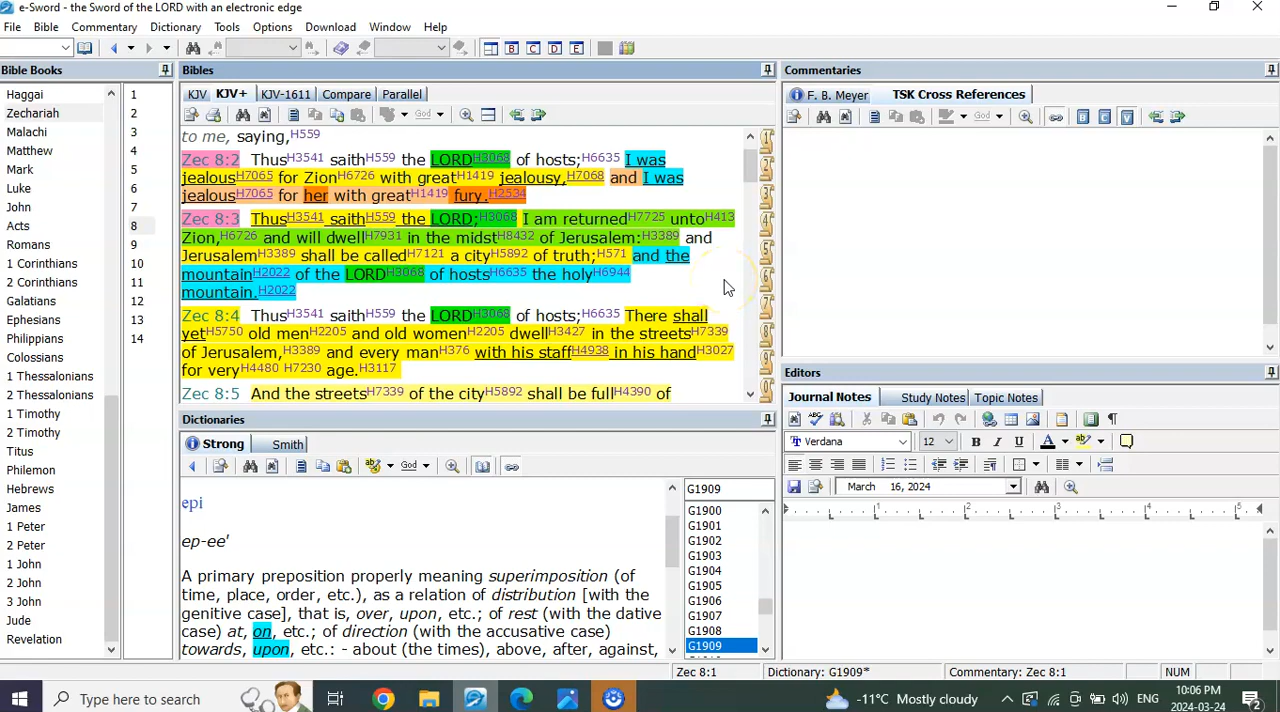 e-Sword - the Sword of the LORD with an electronic edge
File Bible Commentary Dictionary Tools Options Download Window Help
B C D E
Bible Books
Haggai
Zechariah
Malachi
Matthew
Mark
Luke
John
Acts
Romans
1 Corinthians
2 Corinthians
Galatians
Ephesians
Philippians
Colossians
1 Thessalonians
2 Thessalonians
1 Timothy
2 Timothy
Titus
Philemon
Hebrews
James
1 Peter
2 Peter
1 John
2 John
3 John
Jude
Revelation
1
2
3
4
5
6
7
8
9
10
11
12
13
14
Bibles
KJV KJV+ KJV-1611 Compare Parallel
God
to me, saying,H559
Zec 8:2 ThusH3541 saithH559 the LORDH3068 of hosts;H6635 I was
jealousH7065 for ZionH6726 with greatH1419 jealousy,H7068 and I was
jealousH7065 for her with greatH1419 fury.H2534
Zec 8:3 ThusH3541 saithH559 the LORD;H3068 I am returnedH7725 untoH413
Zion,H6726 and will dwellH7931 in the midstH8432 of Jerusalem:H3389 and
JerusalemH3389 shall be calledH7121 a cityH5892 of truth;H571 and the
mountainH2022 of the LORDH3068 of hostsH6635 the holyH6944
mountain.H2022
Zec 8:4 ThusH3541 saithH559 the LORDH3068 of hosts;H6635 There shall
yetH5750 old menH2205 and old womenH2205 dwellH3427 in the streetsH7339
of Jerusalem,H3389 and every manH376 with his staffH4938 in his handH3027
for veryH4480 H7230 age.H3117
Zec 8:5 And the streetsH7339 of the cityH5892 shall be fullH4390 of
Dictionaries
Strong Smith
God
epi
ep-ee'
A primary preposition properly meaning superimposition (of
time, place, order, etc.), as a relation of distribution [with the
genitive case], that is, over, upon, etc.; of rest (with the dative
case) at, on, etc.; of direction (with the accusative case)
towards, upon, etc.: - about (the times), above, after, against,
G1909
G1900
G1901
G1902
G1903
G1904
G1905
G1906
G1907
G1908
G1909
Commentaries
F. B. Meyer TSK Cross References
God B C V
Editors
Journal Notes Study Notes Topic Notes
Verdana 12 B I U A
March 16, 2024
1 2 3 4 5
Zec 8:1 Dictionary: G1909* Commentary: Zec 8:1 NUM
Type here to search
-11°C Mostly cloudy
ENG
10:06 PM
2024-03-24
2